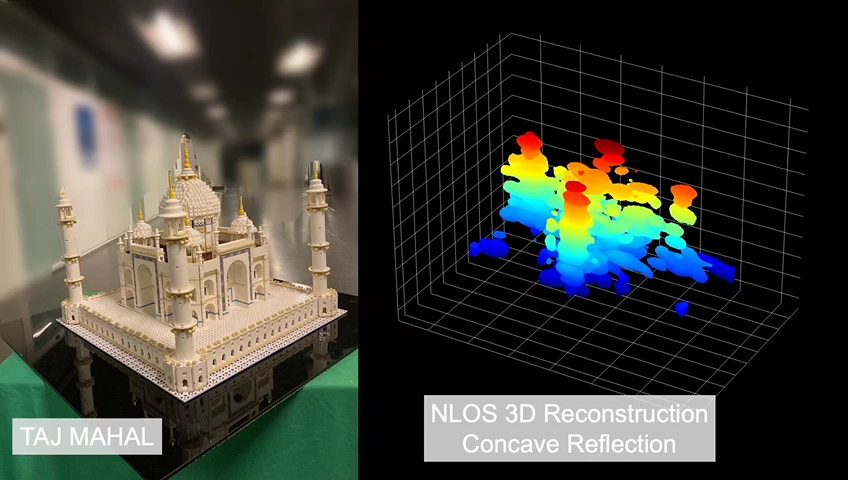 TAJ MAHAL
NLOS 3D Reconstruction
Concave Reflection